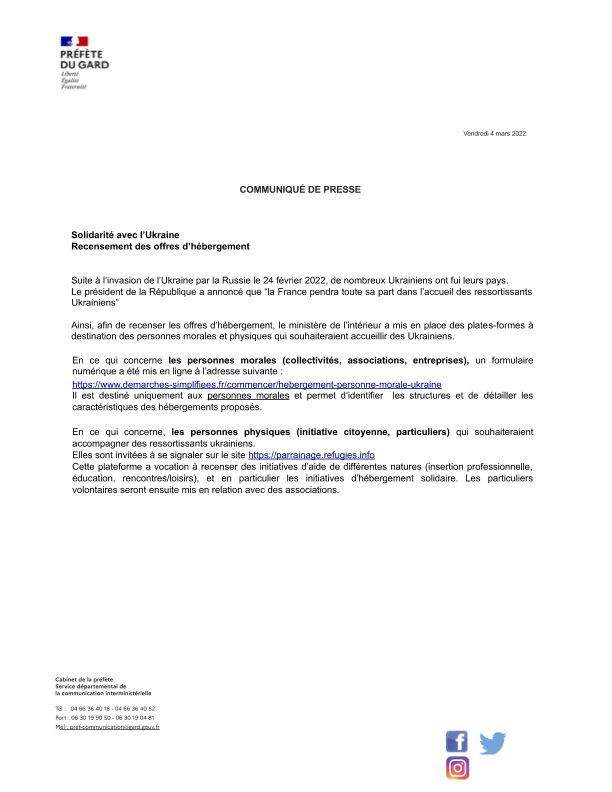 PRÉFÈTE
DU GARD
Liberté
Égalité
Fraternité
Vendredi 4 mars 2022
COMMUNIQUÉ DE PRESSE
Solidarité avec l'Ukraine
Recensement des offres d'hébergement
Suite à l'invasion de l'Ukraine par la Russie le 24 février 2022, de nombreux Ukrainiens ont fui leurs pays.
Le président de la République a annoncé que "la France pendra toute sa part dans l'accueil des ressortissants
Ukrainiens"
Ainsi, afin de recenser les offres d'hébergement, le ministère de l'intérieur a mis en place des plates-formes à
destination des personnes morales et physiques qui souhaiteraient accueillir des Ukrainiens.
En ce qui concerne les personnes morales (collectivités, associations, entreprises), un formulaire
numérique a été mis en ligne à l'adresse suivante :
https://www.demarches-simplifiees.fr/commencer/hebergement-personne-morale-ukraine
Il est destiné uniquement aux personnes morales et permet d'identifier les structures et de détailler les
caractéristiques des hébergements proposés.
En ce qui concerne, les personnes physiques (initiative citoyenne, particuliers) qui souhaiteraient
accompagner des ressortissants ukrainiens.
Elles sont invitées à se signaler sur le site https://parrainage.refugies.info
Cette plateforme a vocation à recenser des initiatives d'aide de différentes natures (insertion professionnelle,
éducation, rencontres/loisirs), et en particulier les initiatives d'hébergement solidaire. Les particuliers
volontaires seront ensuite mis en relation avec des associations.
Cabinet de la préfète
Service départemental de
la communication interministérielle
Tél : 04 66 36 40 18 - 04 66 36 40 52
Port : 06 30 19 90 50 - 06 30 19 04 81
Mél : pref-communication@gard.gouv.fr